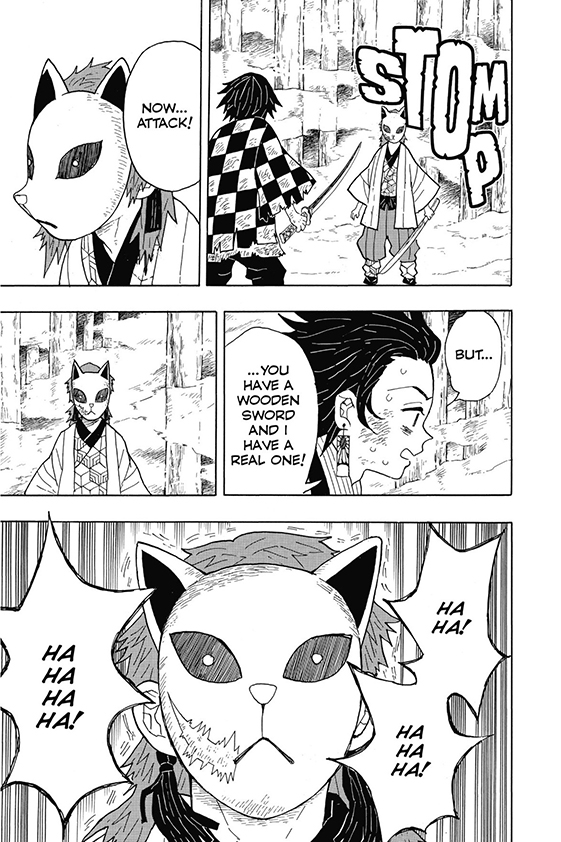 STOMP
NOW...
ATTACK!
BUT...
...YOU
HAVE A
WOODEN
SWORD
AND I
HAVE A
REAL ONE!
HA
HA!
HA
HA
HA!
HA
HA
HA
HA!